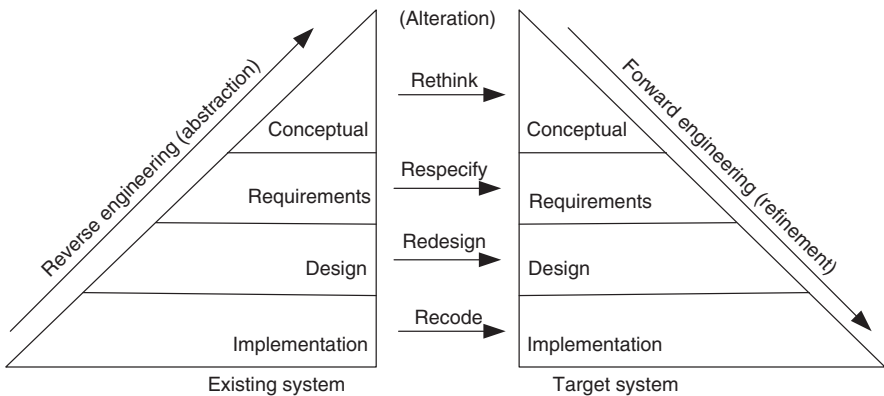 (Alteration)
Reverse engineering (abstraction)
Forward engineering (refinement)
Rethink
Conceptual
Conceptual
Respecify
Requirements
Requirements
Redesign
Design
Design
Recode
Implementation
Implementation
Existing system
Target system